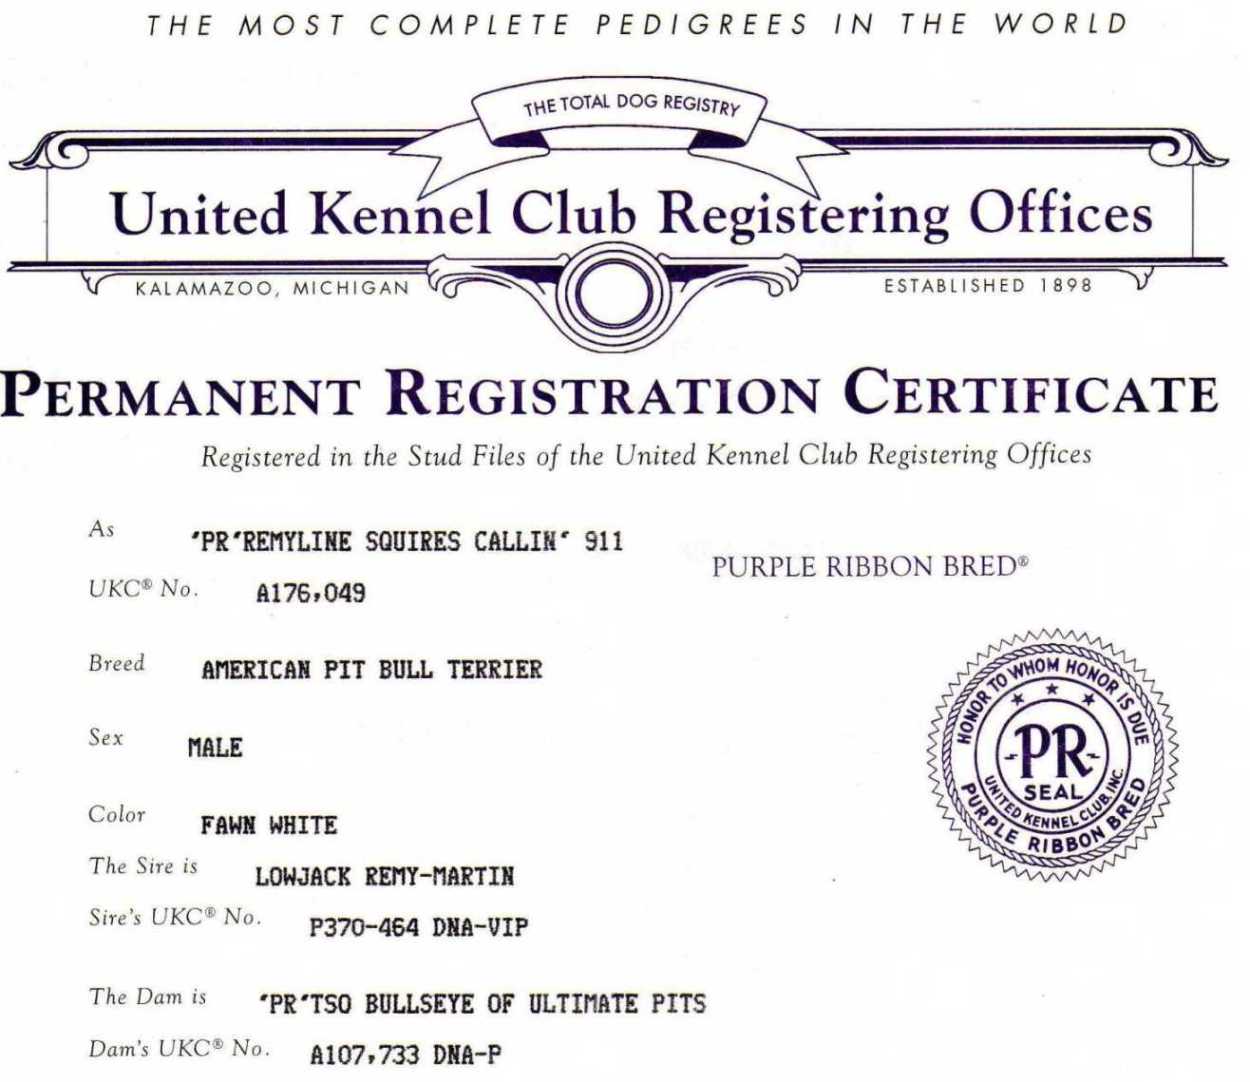 THE MOST COMPLETE PEDIGREES IN THE WORLD
THE TOTAL DOG REGISTRY
United Kennel Club Registering Offices
KALAMAZOO, MICHIGAN
ESTABLISHED 1898
PERMANENT REGISTRATION CERTIFICATE
Registered in the Stud Files of the United Kennel Club Registering Offices
As 'PR'REMYLINE SQUIRES CALLIN' 911
PURPLE RIBBON BRED®
UKC® No. A176,049
Breed AMERICAN PIT BULL TERRIER
HONOR TO WHOM HONOR IS DUE
PR
SEAL
UNITED KENNEL CLUB, INC.
PURPLE RIBBON BRED
Sex MALE
Color FAWN WHITE
The Sire is LOWJACK REMY-MARTIN
Sire's UKC® No. P370-464 DNA-VIP
The Dam is 'PR'TSO BULLSEYE OF ULTIMATE PITS
Dam's UKC® No. A107,733 DNA-P